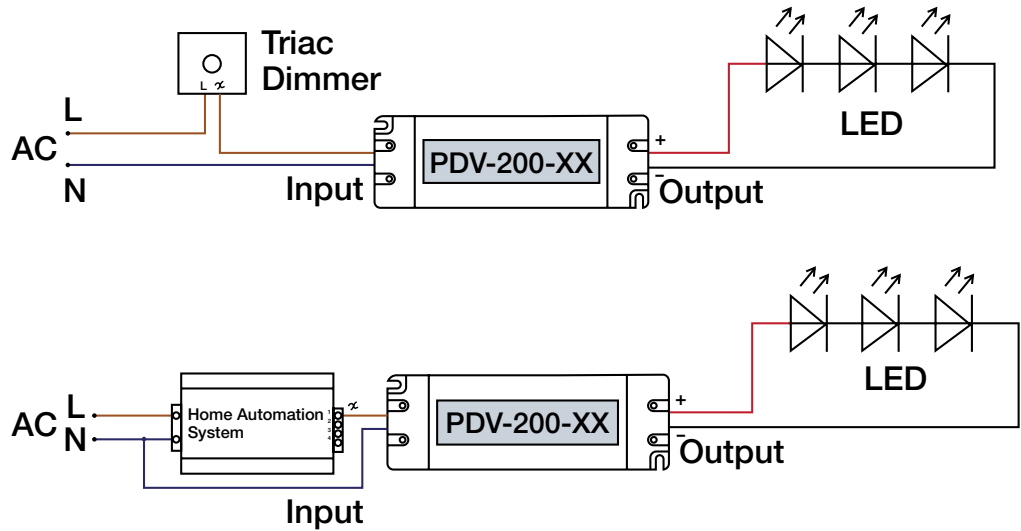 Triac
Dimmer
L ж
L
AC
N
Input
PDV-200-XX
+
-
Output
LED
L
AC
N
Home Automation
System
1
2
3
4
Input
PDV-200-XX
+
-
Output
LED